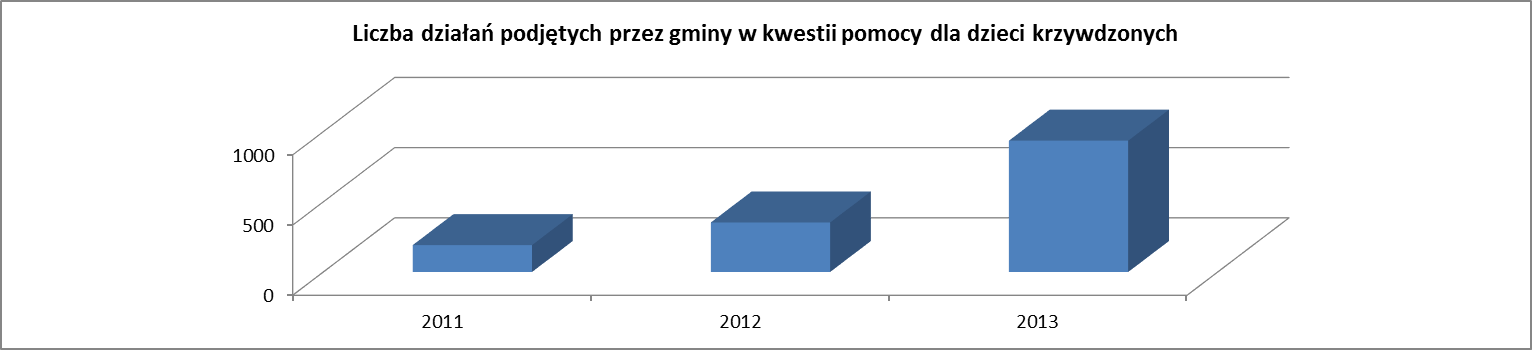 Liczba działań podjętych przez gminy w kwestii pomocy dla dzieci krzywdzonych
1000
500
0
2011 2012 2013